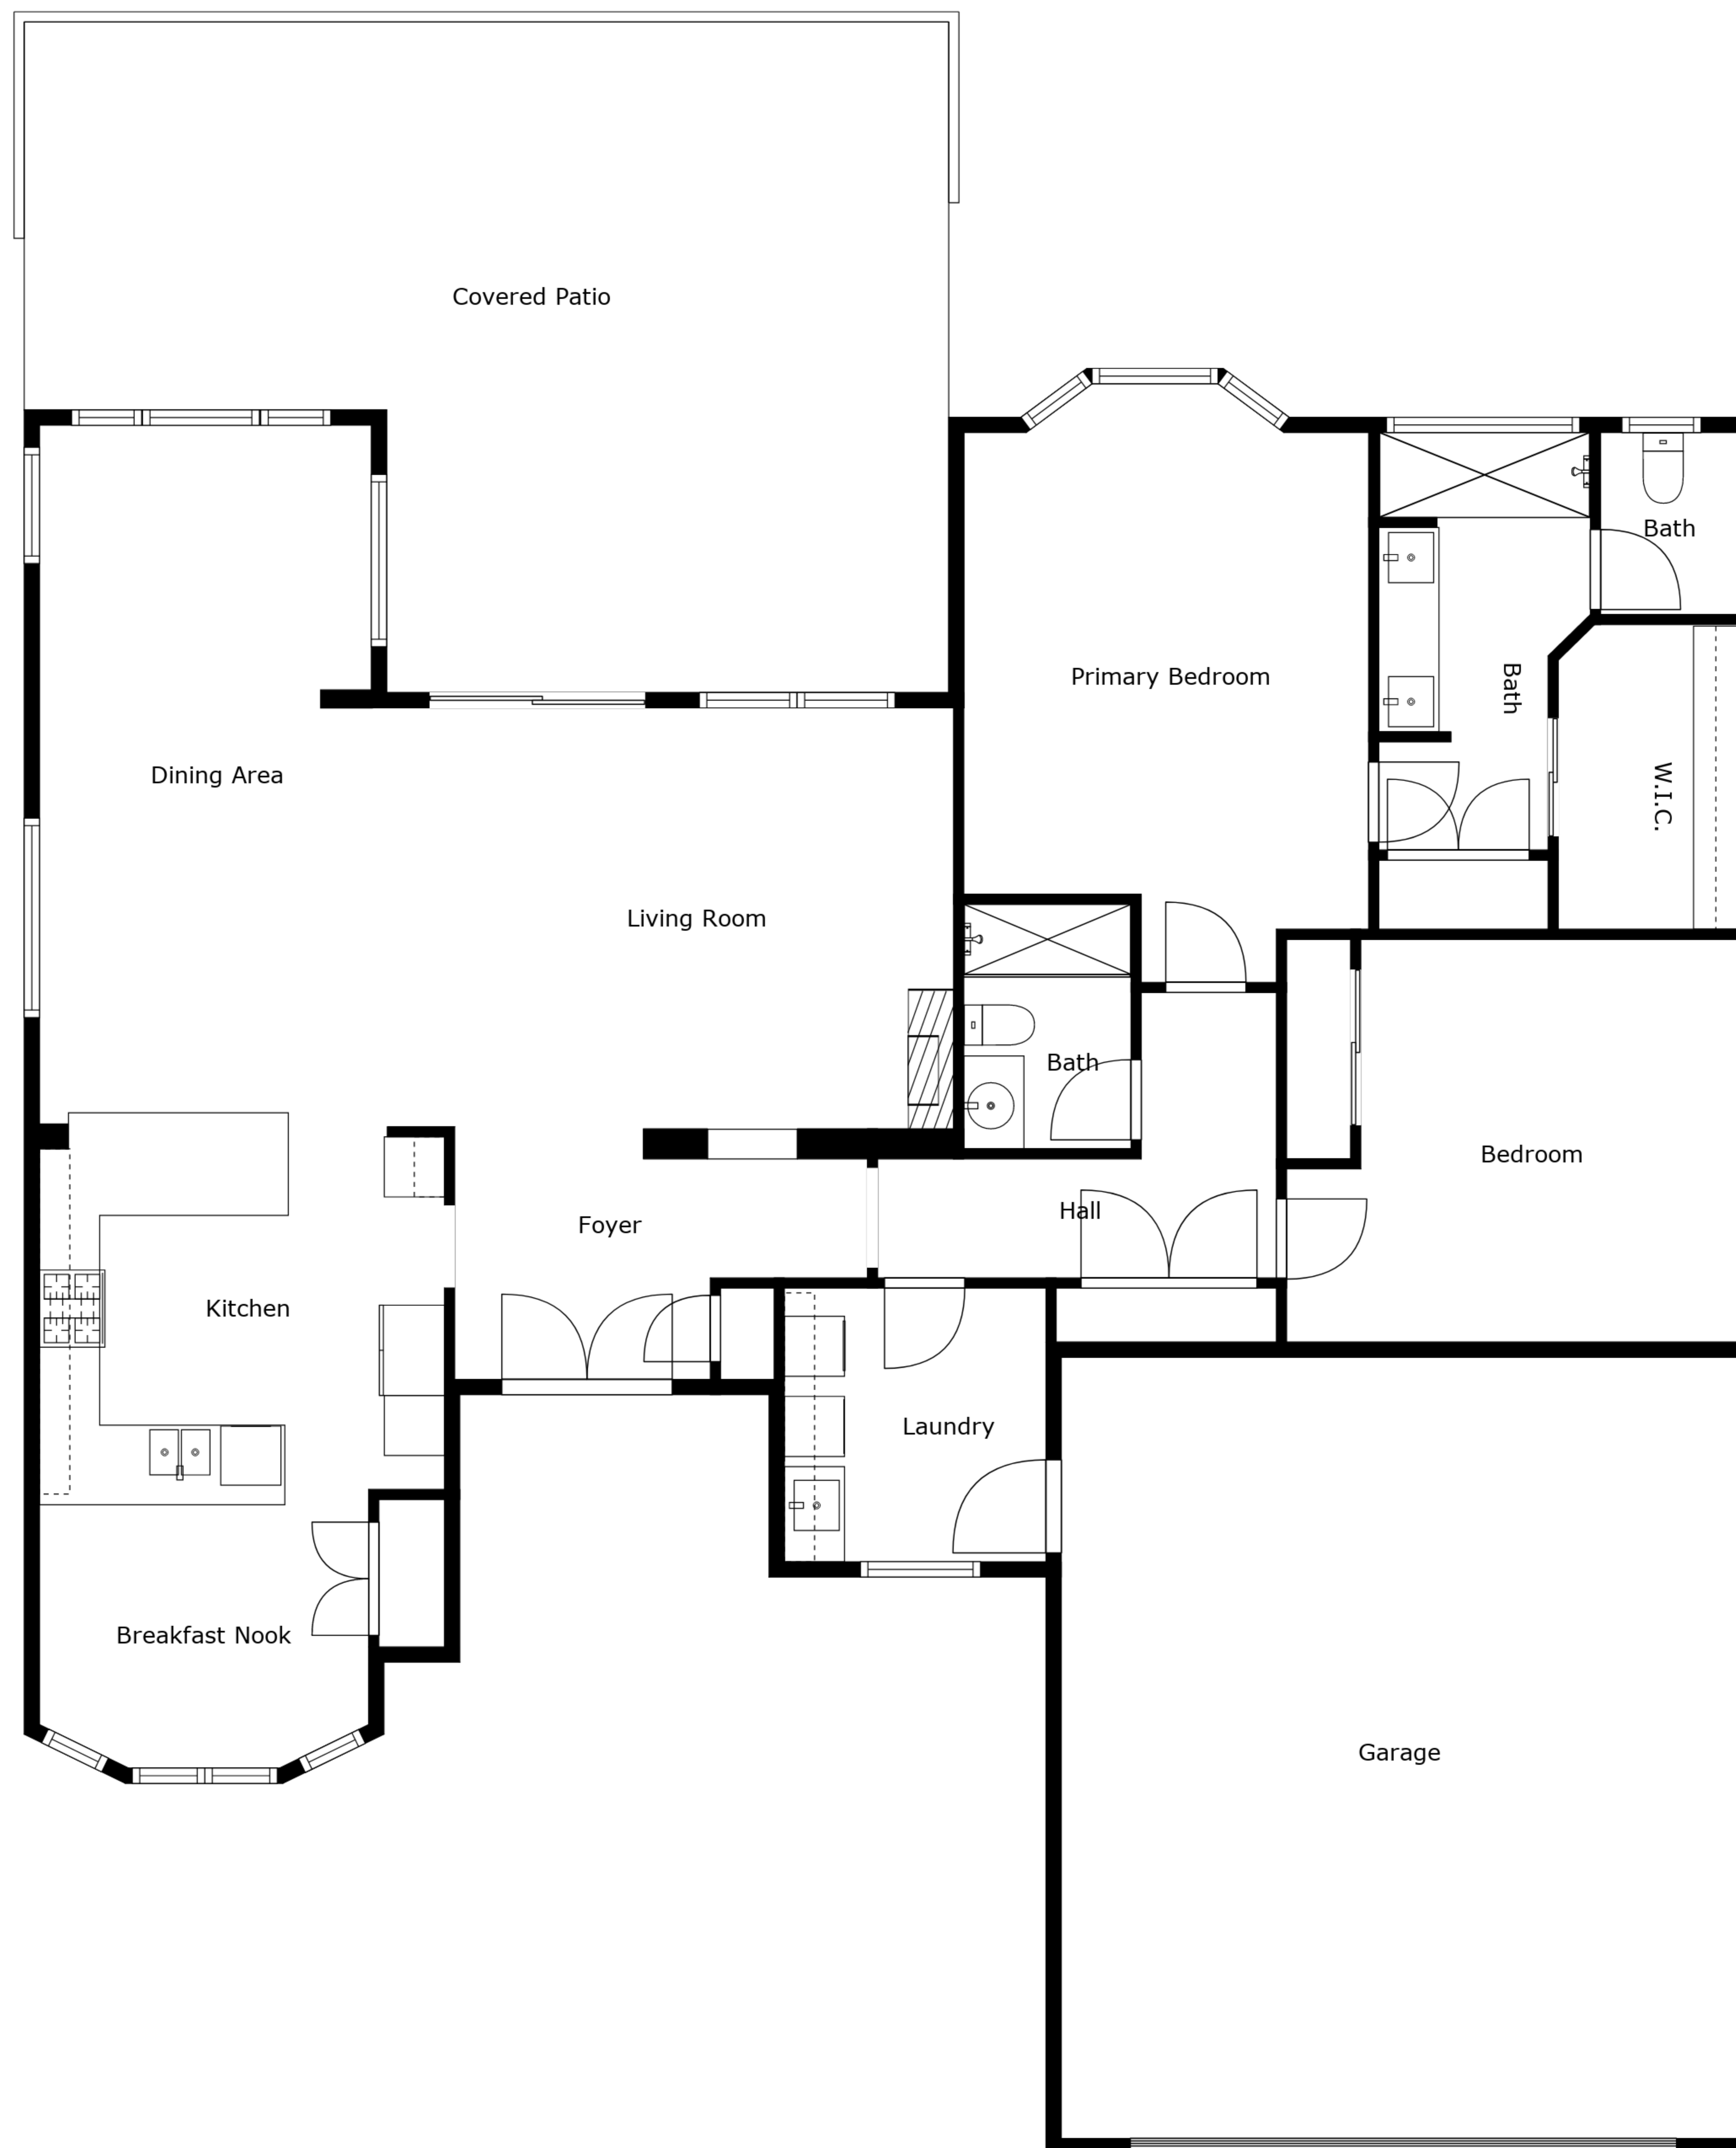 Covered Patio
Bath
Primary Bedroom
Bath
Dining Area
W.I.C.
Living Room
Bath
Bedroom
Hall
Foyer
Kitchen
Laundry
Breakfast Nook
Garage